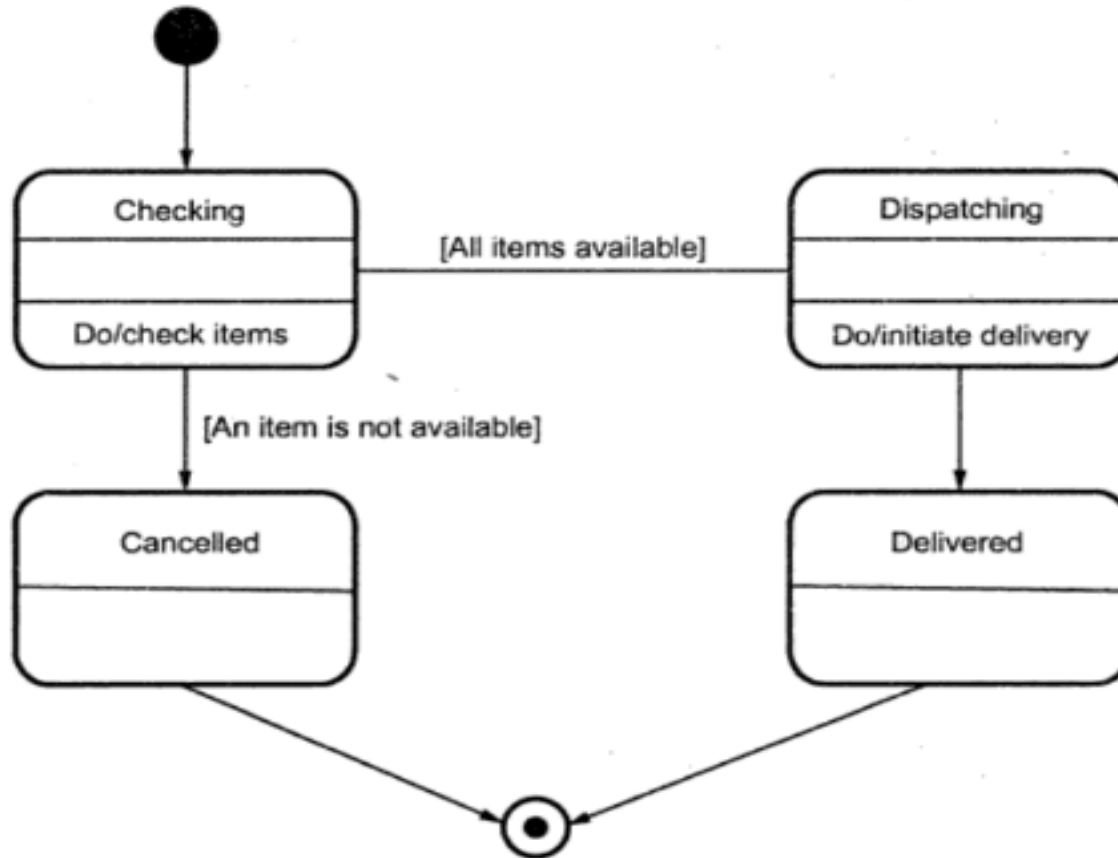 Checking
Dispatching
[All items available]
Do/check items
Do/initiate delivery
[An item is not available]
Cancelled
Delivered